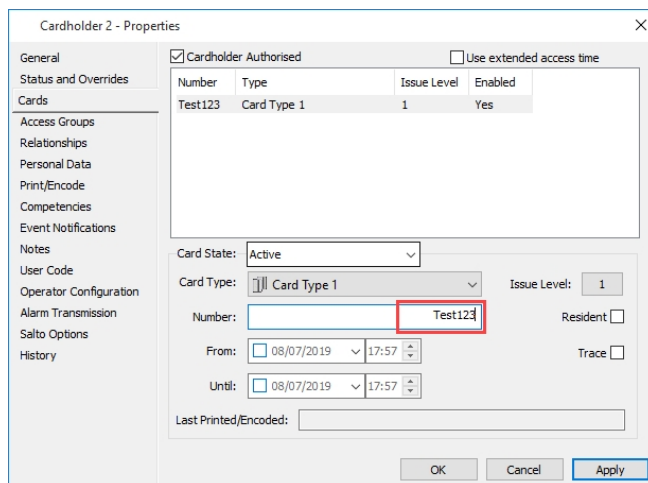 Cardholder 2 - Properties
General
Status and Overrides
Cards
Access Groups
Relationships
Personal Data
Print/Encode
Competencies
Event Notifications
Notes
User Code
Operator Configuration
Alarm Transmission
Salto Options
History
Cardholder Authorised Use extended access time
Number Type Issue Level Enabled
Test123 Card Type 1 1 Yes
Card State: Active
Card Type: Card Type 1 Issue Level: 1
Number: Test123 Resident
From: 08/07/2019 17:57 Trace
Until: 08/07/2019 17:57
Last Printed/Encoded:
OK Cancel Apply